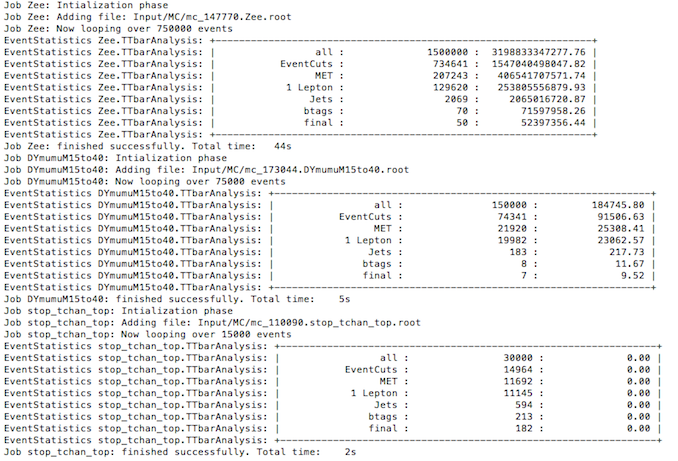 Job Zee: Intialization phase
Job Zee: Adding file: Input/MC/mc_147770.Zee.root
Job Zee: Now looping over 750000 events
EventStatistics Zee.TTbarAnalysis: +----------------------------------------------------------------+
EventStatistics Zee.TTbarAnalysis: | all : 1500000 : 3198833347277.76 |
EventStatistics Zee.TTbarAnalysis: | EventCuts : 734641 : 1547040498047.82 |
EventStatistics Zee.TTbarAnalysis: | MET : 207243 : 406541707571.74 |
EventStatistics Zee.TTbarAnalysis: | 1 Lepton : 129620 : 253805556879.93 |
EventStatistics Zee.TTbarAnalysis: | Jets : 2069 : 2065016720.87 |
EventStatistics Zee.TTbarAnalysis: | btags : 70 : 71597958.26 |
EventStatistics Zee.TTbarAnalysis: | final : 50 : 52397356.44 |
EventStatistics Zee.TTbarAnalysis: +----------------------------------------------------------------+
Job Zee: finished successfully. Total time: 44s
Job DYmumuM15to40: Intialization phase
Job DYmumuM15to40: Adding file: Input/MC/mc_173044.DYmumuM15to40.root
Job DYmumuM15to40: Now looping over 75000 events
EventStatistics DYmumuM15to40.TTbarAnalysis: +----------------------------------------------------------------+
EventStatistics DYmumuM15to40.TTbarAnalysis: | all : 150000 : 184745.80 |
EventStatistics DYmumuM15to40.TTbarAnalysis: | EventCuts : 74341 : 91506.63 |
EventStatistics DYmumuM15to40.TTbarAnalysis: | MET : 21920 : 25308.41 |
EventStatistics DYmumuM15to40.TTbarAnalysis: | 1 Lepton : 19982 : 23062.57 |
EventStatistics DYmumuM15to40.TTbarAnalysis: | Jets : 183 : 217.73 |
EventStatistics DYmumuM15to40.TTbarAnalysis: | btags : 8 : 11.67 |
EventStatistics DYmumuM15to40.TTbarAnalysis: | final : 7 : 9.52 |
EventStatistics DYmumuM15to40.TTbarAnalysis: +----------------------------------------------------------------+
Job DYmumuM15to40: finished successfully. Total time: 5s
Job stop_tchan_top: Intialization phase
Job stop_tchan_top: Adding file: Input/MC/mc_110090.stop_tchan_top.root
Job stop_tchan_top: Now looping over 15000 events
EventStatistics stop_tchan_top.TTbarAnalysis: +----------------------------------------------------------------+
EventStatistics stop_tchan_top.TTbarAnalysis: | all : 30000 : 0.00 |
EventStatistics stop_tchan_top.TTbarAnalysis: | EventCuts : 14964 : 0.00 |
EventStatistics stop_tchan_top.TTbarAnalysis: | MET : 11692 : 0.00 |
EventStatistics stop_tchan_top.TTbarAnalysis: | 1 Lepton : 11145 : 0.00 |
EventStatistics stop_tchan_top.TTbarAnalysis: | Jets : 594 : 0.00 |
EventStatistics stop_tchan_top.TTbarAnalysis: | btags : 213 : 0.00 |
EventStatistics stop_tchan_top.TTbarAnalysis: | final : 182 : 0.00 |
EventStatistics stop_tchan_top.TTbarAnalysis: +----------------------------------------------------------------+
Job stop_tchan_top: finished successfully. Total time: 2s